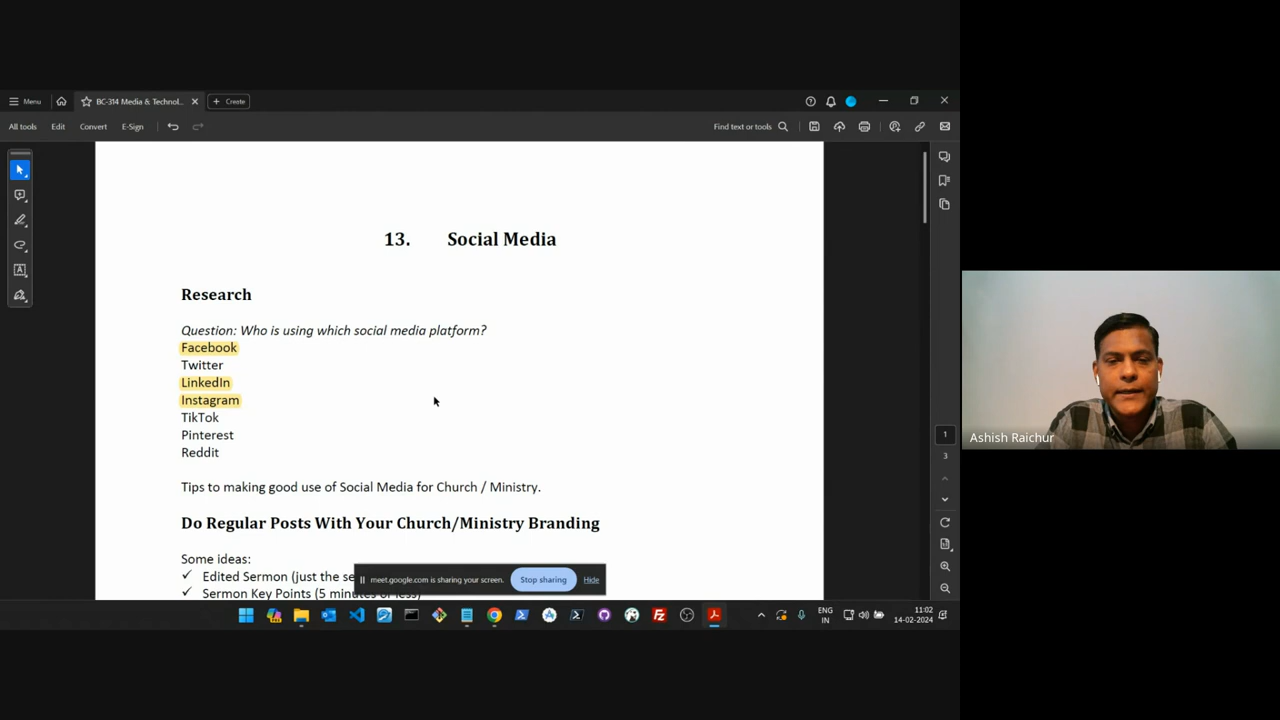 Menu
BC-314 Media & Technol...
Create
All tools
Edit
Convert
E-Sign
Find text or tools
13. Social Media
Research
Question: Who is using which social media platform?
Facebook
Twitter
LinkedIn
Instagram
TikTok
Pinterest
Reddit
Tips to making good use of Social Media for Church / Ministry.
Do Regular Posts With Your Church/Ministry Branding
Some ideas:
✓ Edited Sermon (just the se
✓ Sermon Key Points (5 minutes or less)
meet.google.com is sharing your screen.
Stop sharing
Hide
1
3
ENG
IN
11:02
14-02-2024
Ashish Raichur